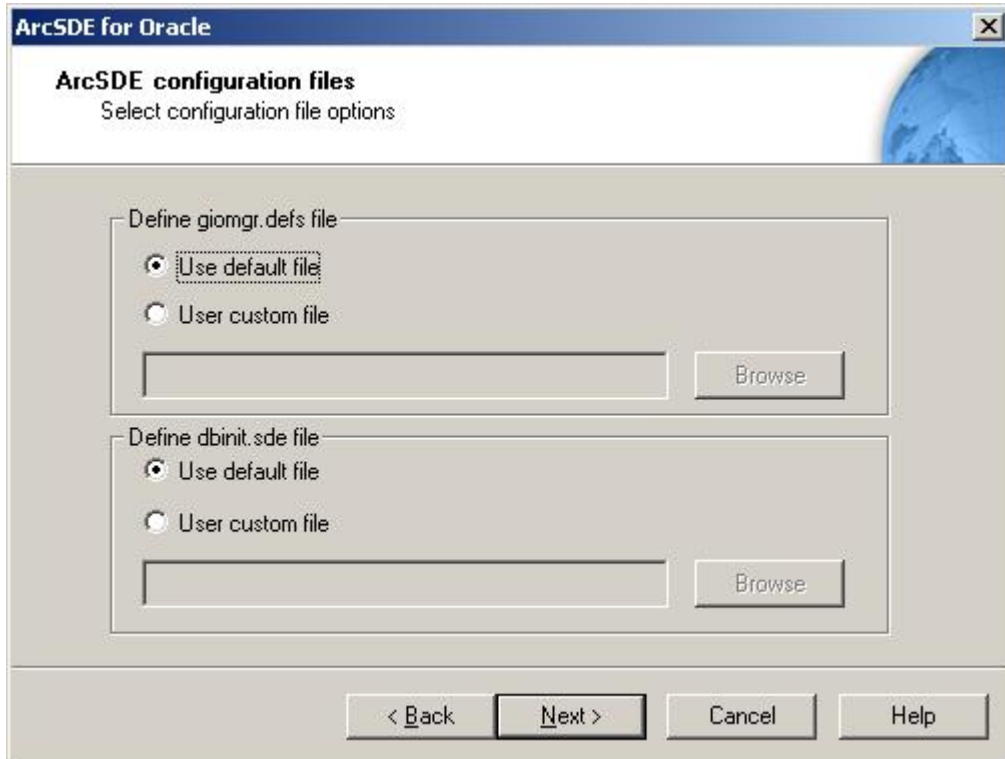 ArcSDE for Oracle
ArcSDE configuration files
Select configuration file options
Define giomgr.defs file
Use default file
User custom file
Browse
Define dbinit.sde file
Use default file
User custom file
Browse
< Back Next > Cancel Help